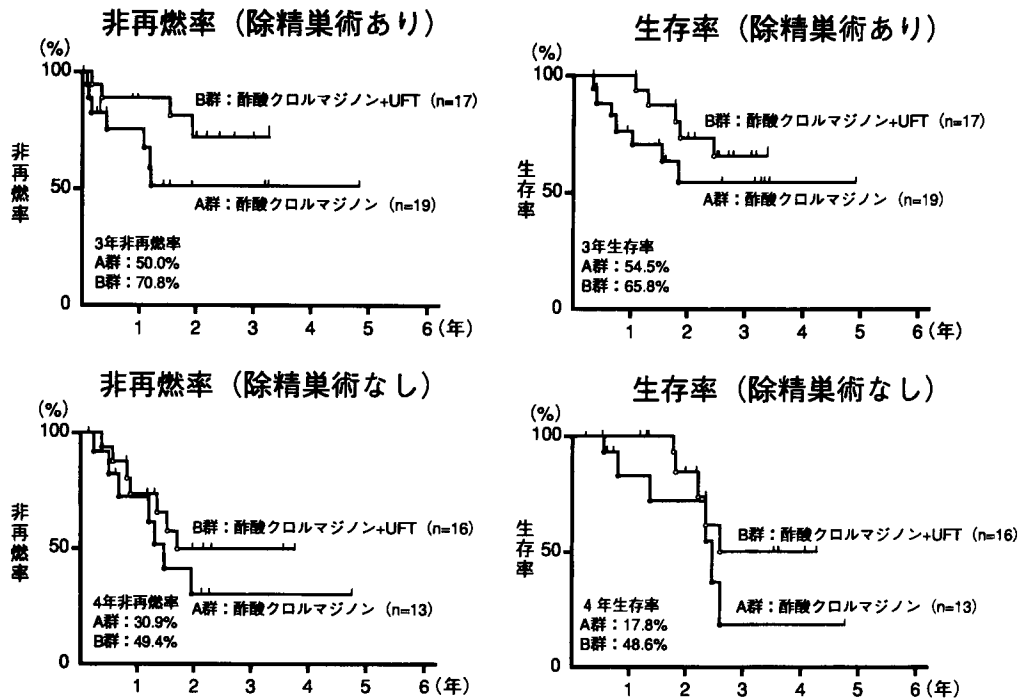 非再燃率（除精巣術あり）
(%)
B群：酢酸クロルマジノン+UFT（n=17）
50
A群：酢酸クロルマジノン（n=19）
非再燃率
3年非再燃率
A群：50.0%
B群：70.8%
0
1 2 3 4 5 6（年）
生存率（除精巣術あり）
(%)
100
B群：酢酸クロルマジノン+UFT（n=17）
50
A群：酢酸クロルマジノン（n=19）
生存率
3年生存率
A群：54.5%
B群：65.8%
0
1 2 3 4 5 6（年）
非再燃率（除精巣術なし）
(%)
100
B群：酢酸クロルマジノン+UFT（n=16）
50
A群：酢酸クロルマジノン（n=13）
非再燃率
4年非再燃率
A群：30.9%
B群：49.4%
0
1 2 3 4 5 6（年）
生存率（除精巣術なし）
(%)
100
B群：酢酸クロルマジノン+UFT（n=16）
50
A群：酢酸クロルマジノン（n=13）
生存率
4年生存率
A群：17.8%
B群：48.6%
0
1 2 3 4 5 6（年）